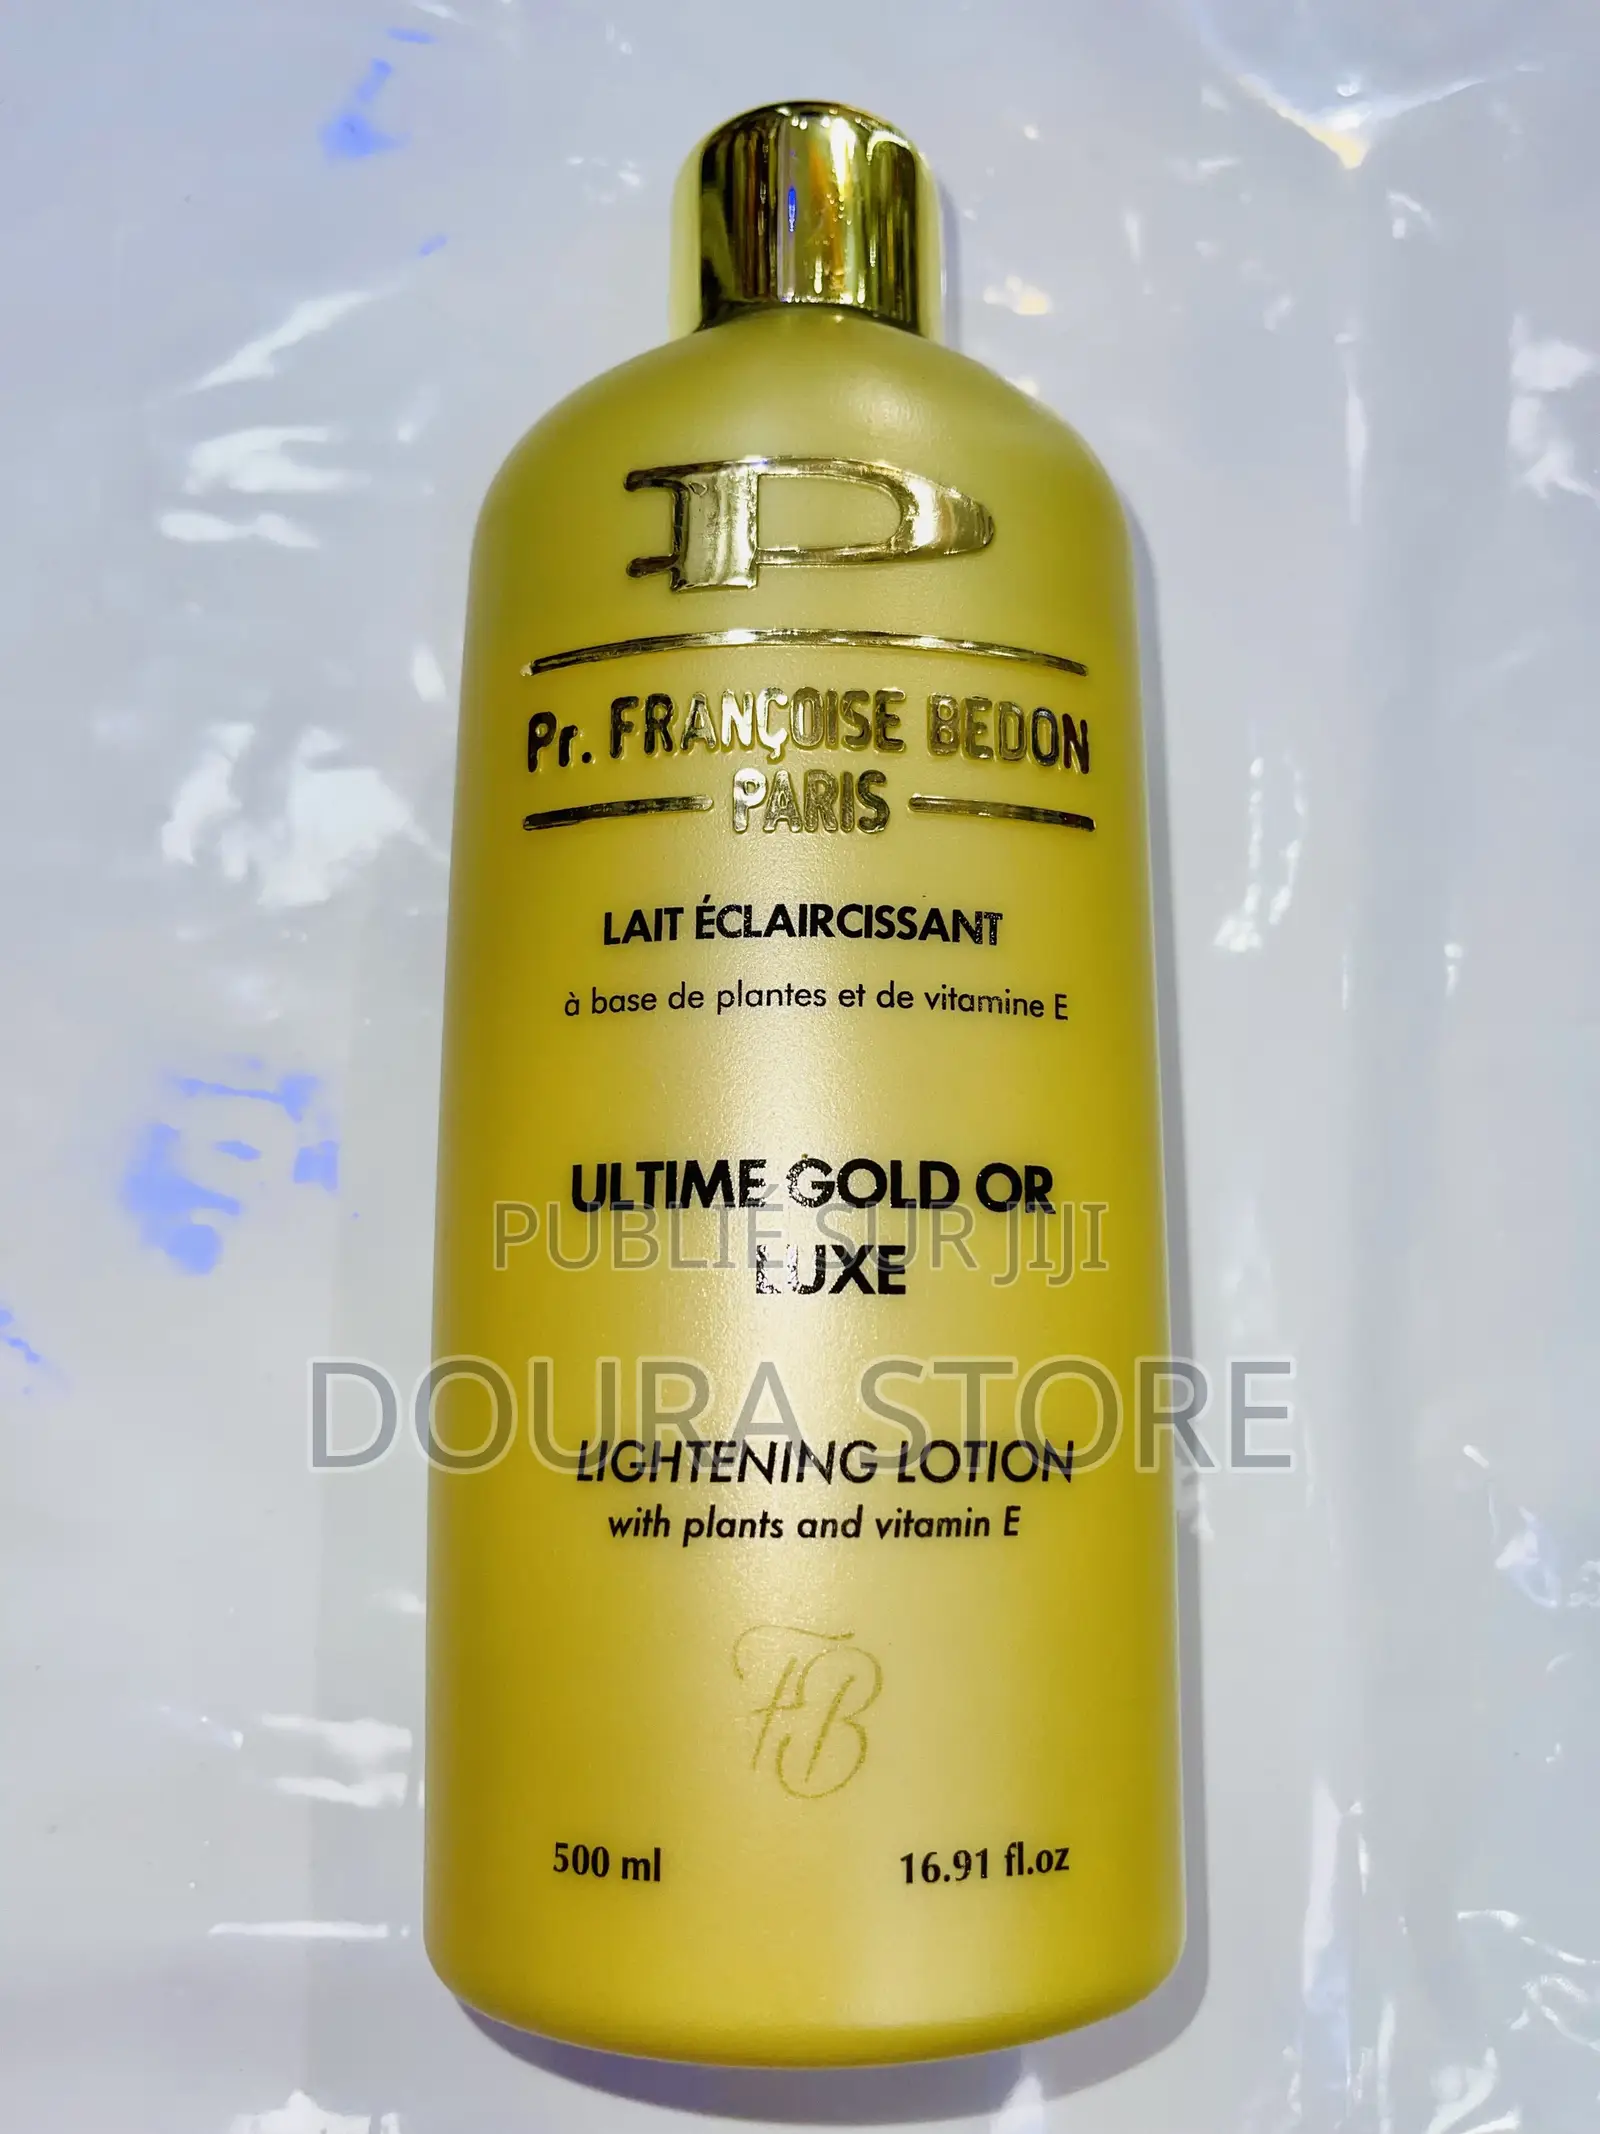 P
Pr. FRANÇOISE BEDON
PARIS
LAIT ÉCLAIRCISSANT
à base de plantes et de vitamine E
ULTIME GOLD OR
PUBLIÉ SUR JIJI
LUXE
DOURA STORE
LIGHTENING LOTION
with plants and vitamin E
FB
500 ml
16.91 fl.oz